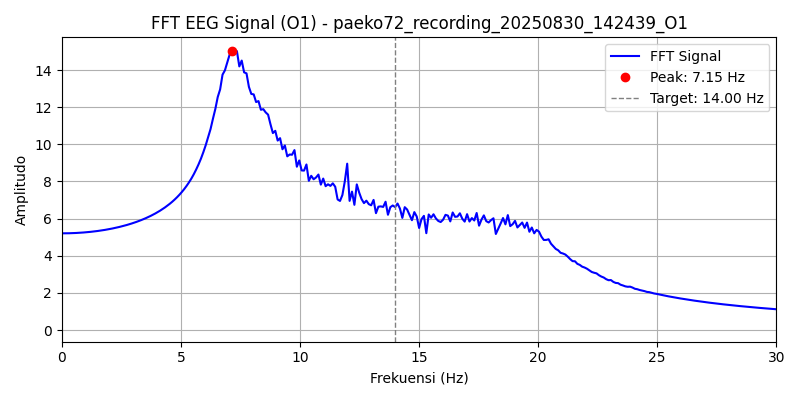 FFT EEG Signal (O1) - paeko72_recording_20250830_142439_O1
FFT Signal
Peak: 7.15 Hz
Target: 14.00 Hz
Amplitudo
14
12
10
8
6
4
2
0
0 5 10 15 20 25 30
Frekuensi (Hz)